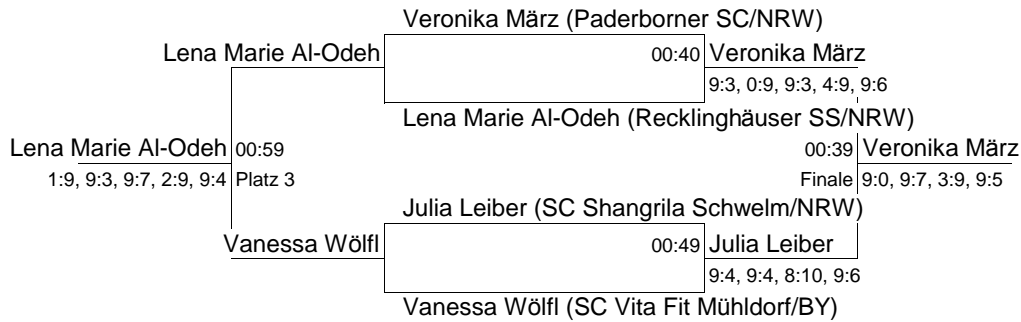 Veronika März (Paderborner SC/NRW)
Lena Marie Al-Odeh 00:40 Veronika März
9:3, 0:9, 9:3, 4:9, 9:6
Lena Marie Al-Odeh (Recklinghäuser SS/NRW)
Lena Marie Al-Odeh 00:59 00:39 Veronika März
1:9, 9:3, 9:7, 2:9, 9:4 Platz 3 Finale 9:0, 9:7, 3:9, 9:5
Julia Leiber (SC Shangrila Schwelm/NRW)
Vanessa Wölfl 00:49 Julia Leiber
9:4, 9:4, 8:10, 9:6
Vanessa Wölfl (SC Vita Fit Mühldorf/BY)